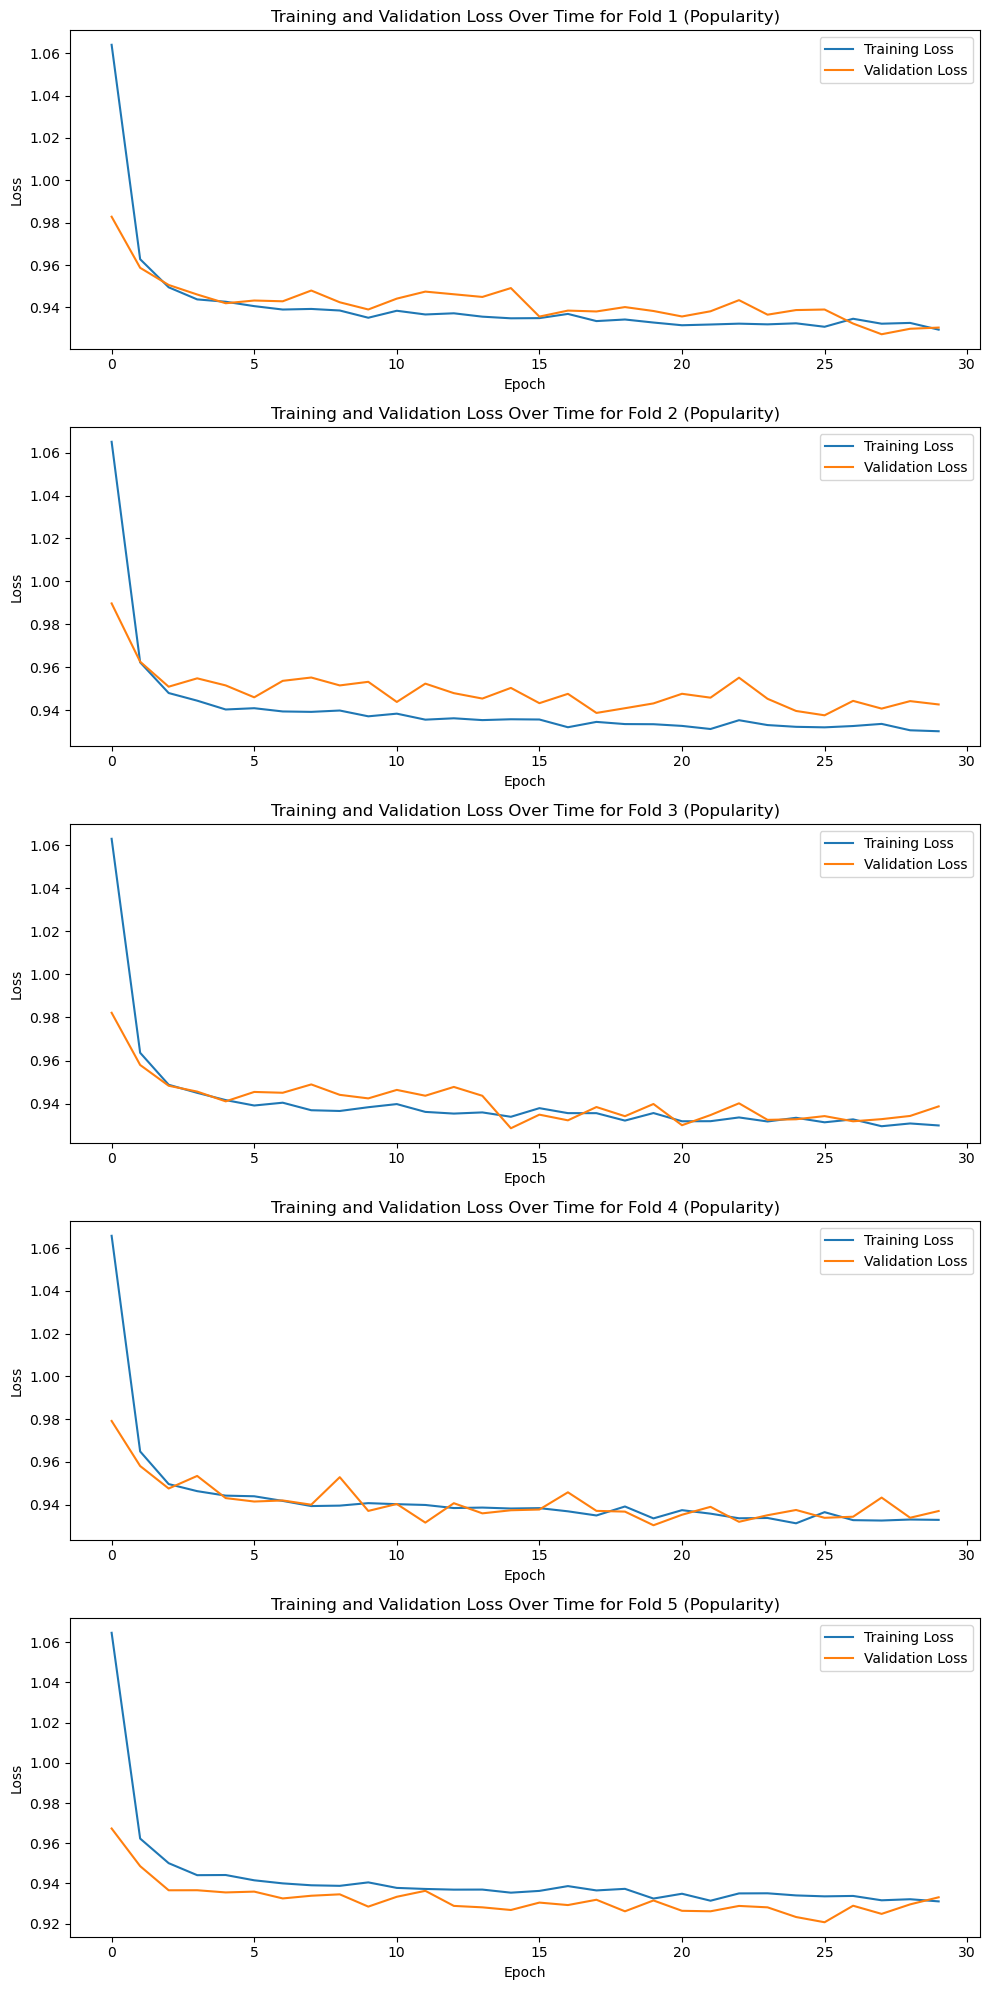 Training and Validation Loss Over Time for Fold 1 (Popularity)
Training Loss
Validation Loss
Loss
1.06
1.04
1.02
1.00
0.98
0.96
0.94
0 5 10 15 20 25 30
Epoch
Training and Validation Loss Over Time for Fold 2 (Popularity)
Training Loss
Validation Loss
Loss
1.06
1.04
1.02
1.00
0.98
0.96
0.94
0 5 10 15 20 25 30
Epoch
Training and Validation Loss Over Time for Fold 3 (Popularity)
Training Loss
Validation Loss
Loss
1.06
1.04
1.02
1.00
0.98
0.96
0.94
0 5 10 15 20 25 30
Epoch
Training and Validation Loss Over Time for Fold 4 (Popularity)
Training Loss
Validation Loss
Loss
1.06
1.04
1.02
1.00
0.98
0.96
0.94
0 5 10 15 20 25 30
Epoch
Training and Validation Loss Over Time for Fold 5 (Popularity)
Training Loss
Validation Loss
Loss
1.06
1.04
1.02
1.00
0.98
0.96
0.94
0.92
0 5 10 15 20 25 30
Epoch